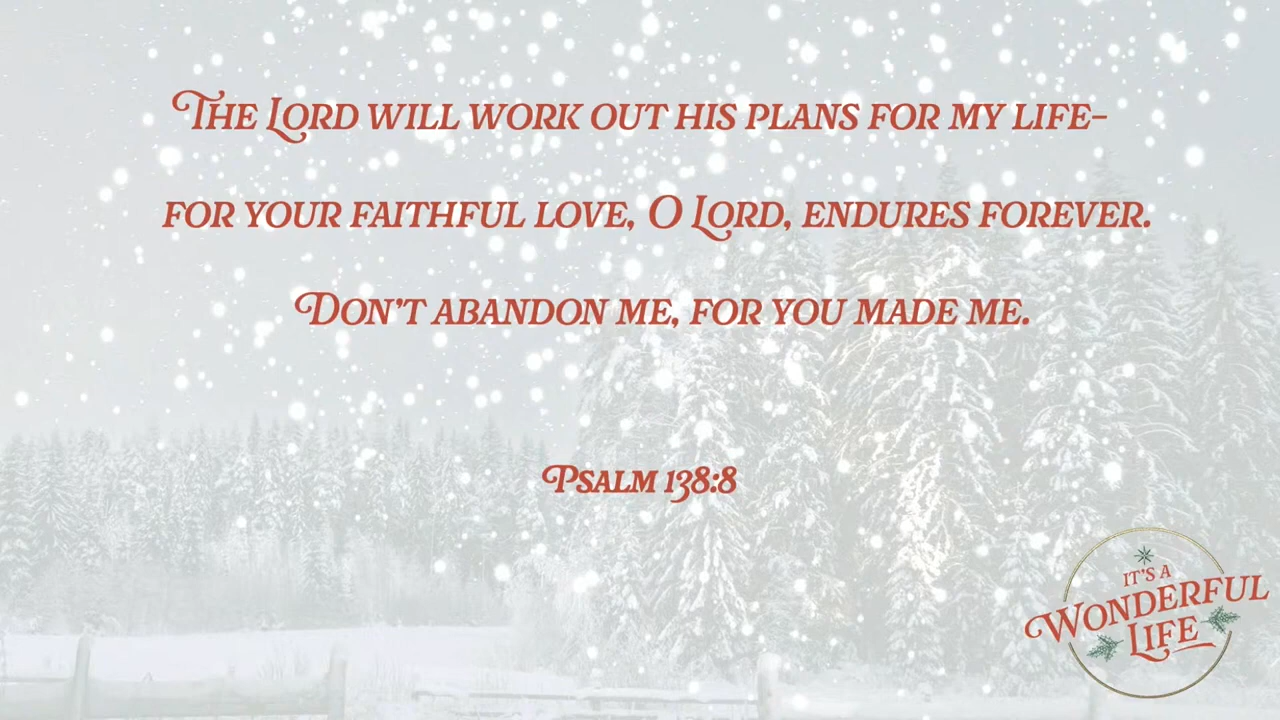 The Lord will work out his plans for my life–
for your faithful love, O Lord, endures forever.
Don't abandon me, for you made me.
Psalm 138:8
It's a
Wonderful
Life